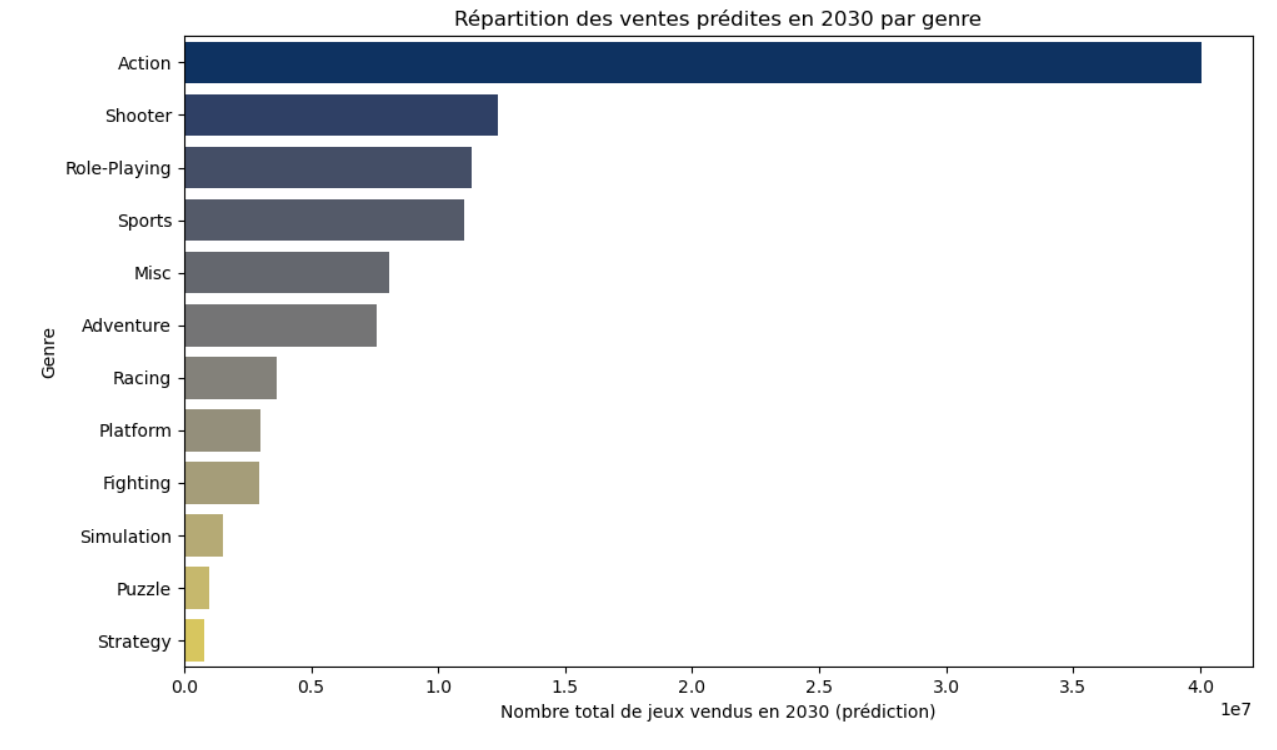 Répartition des ventes prédites en 2030 par genre
Genre
Action
Shooter
Role-Playing
Sports
Misc
Adventure
Racing
Platform
Fighting
Simulation
Puzzle
Strategy
0.0 0.5 1.0 1.5 2.0 2.5 3.0 3.5 4.0
1e7
Nombre total de jeux vendus en 2030 (prédiction)